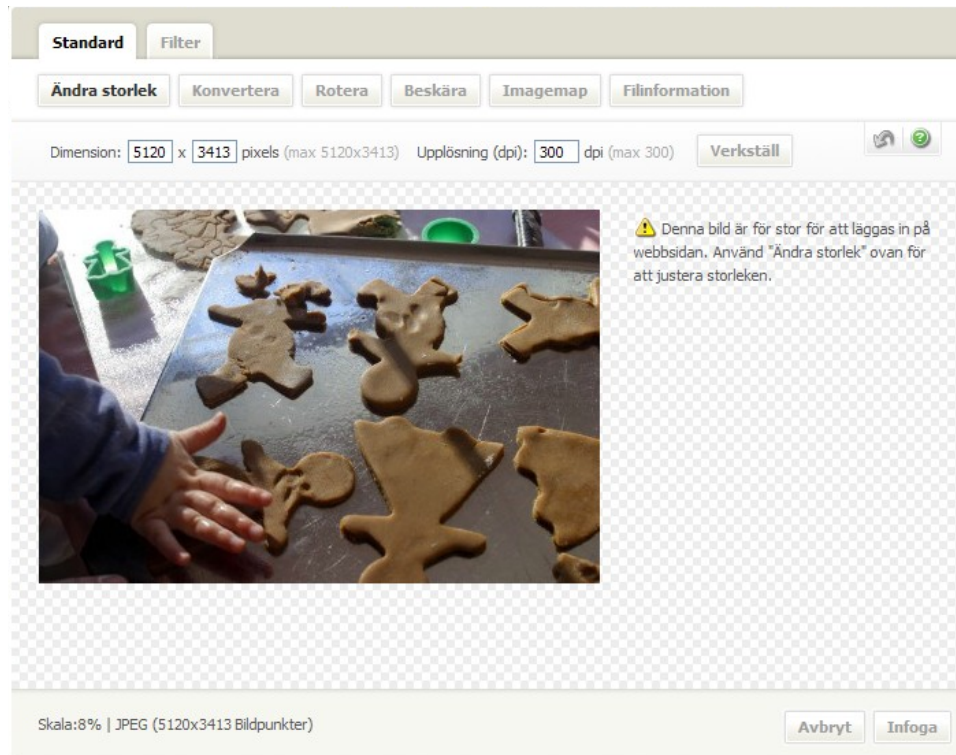 Standard Filter
Ändra storlek Konvertera Rotera Beskära Imagemap Filinformation
Dimension: 5120 x 3413 pixels (max 5120x3413) Upplösning (dpi): 300 dpi (max 300) Verkställ
Denna bild är för stor för att läggas in på
webbsidan. Använd "Ändra storlek" ovan för
att justera storleken.
Skala:8% | JPEG (5120x3413 Bildpunkter) Avbryt Infoga